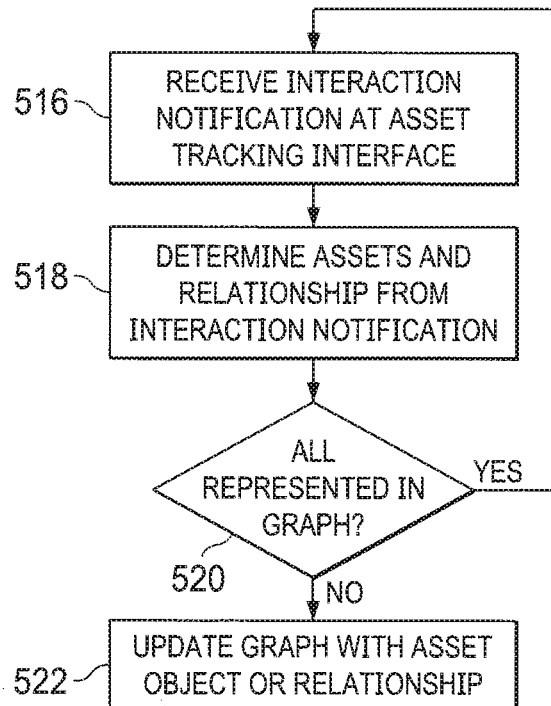 516
RECEIVE INTERACTION
NOTIFICATION AT ASSET
TRACKING INTERFACE
518
DETERMINE ASSETS AND
RELATIONSHIP FROM
INTERACTION NOTIFICATION
ALL
REPRESENTED IN
GRAPH?
YES
520
NO
522
UPDATE GRAPH WITH ASSET
OBJECT OR RELATIONSHIP